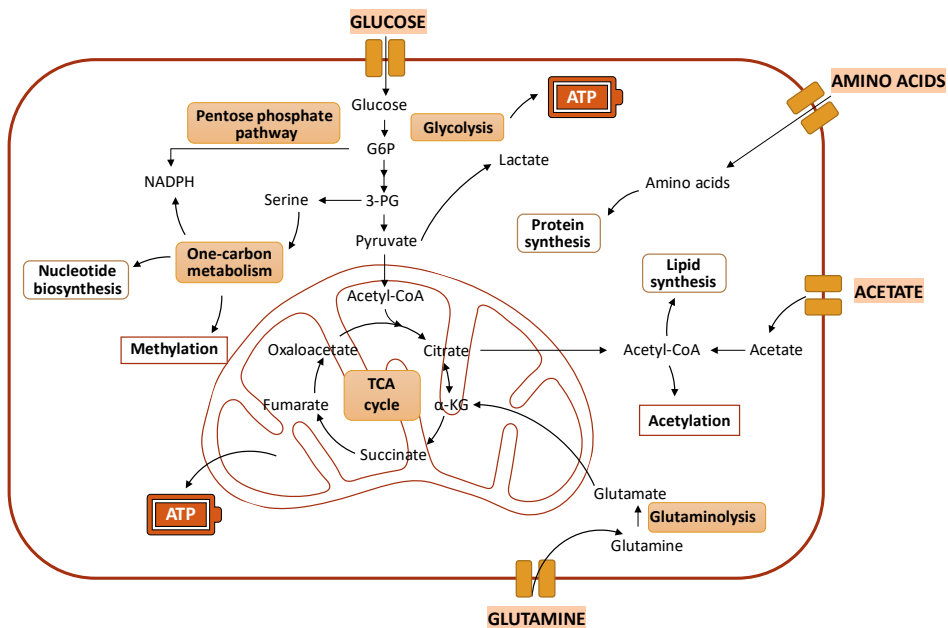 GLUCOSE
AMINO ACIDS
Glucose
ATP
Pentose phosphate
pathway
Glycolysis
G6P
Lactate
NADPH
Amino acids
Serine
3-PG
Protein
synthesis
Pyruvate
One-carbon
metabolism
Nucleotide
biosynthesis
Lipid
synthesis
ACETATE
Acetyl-CoA
Methylation
Oxaloacetate
Citrate
Acetyl-CoA
Acetate
TCA
cycle
Fumarate
α-KG
Acetylation
Succinate
Glutamate
ATP
Glutaminolysis
Glutamine
GLUTAMINE